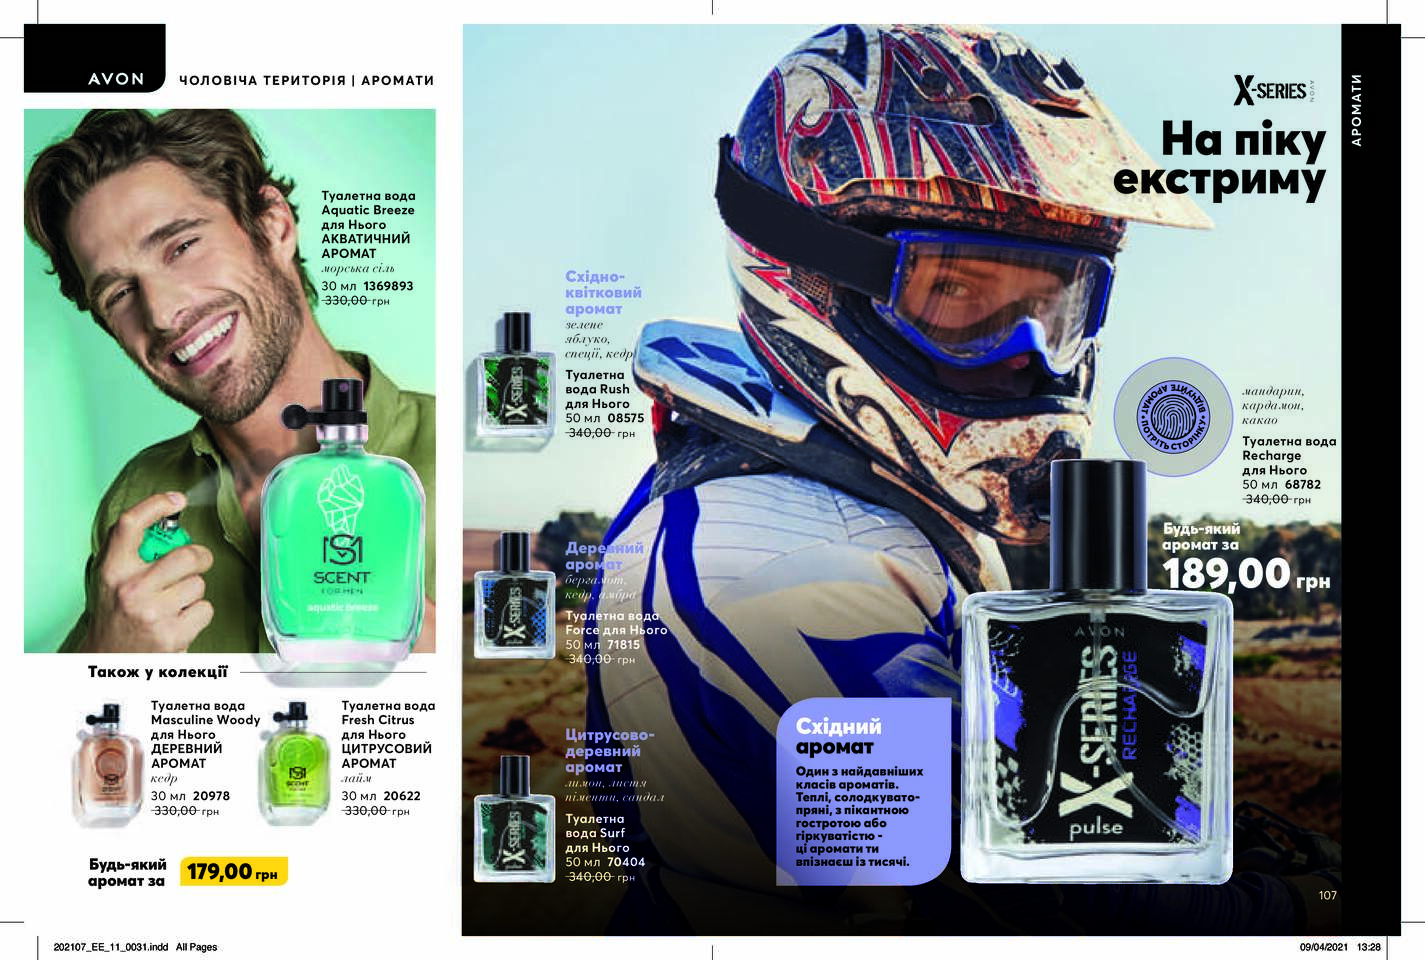 AVON
ЧОЛОВІЧА ТЕРИТОРІЯ | АРОМАТИ
Туалетна вода
Aquatic Breeze
для Нього
АКВАТИЧНИЙ
АРОМАТ
морська сіль
30 мл 1369893
330,00 грн
SM
SCENT
FOR MEN
aquatic breeze
Також у колекції
Туалетна вода
Masculine Woody
для Нього
ДЕРЕВНИЙ
АРОМАТ
кедр
30 мл 20978
330,00 грн
Туалетна вода
Fresh Citrus
для Нього
ЦИТРУСОВИЙ
АРОМАТ
лайм
30 мл 20622
330,00 грн
Будь-який
аромат за
179,00 грн
X-SERIES
AVON
На піку
екстриму
АРОМАТИ
Східно-
квітковий
аромат
зелене
яблуко,
спеції, кедр
Туалетна
вода Rush
для Нього
50 мл 08575
340,00 грн
X-SERIES
Деревний
аромат
бергамот,
кедр, амбра
Туалетна вода
Force для Нього
50 мл 71815
340,00 грн
X-SERIES
Цитрусово-
деревний
аромат
лимон, листя
піменти, сандал
Туалетна
вода Surf
для Нього
50 мл 70404
340,00 грн
X-SERIES
ВІДЧУЙТЕ АРОМАТ • ПОТРІТЬ СТОРІНКУ •
мандарин,
кардамон,
какао
Туалетна вода
Recharge
для Нього
50 мл 68782
340,00 грн
Будь-який
аромат за
189,00 грн
AVON
X-SERIES
RECHARGE
pulse
Східний
аромат
Один з найдавніших
класів ароматів.
Теплі, солодкувато-
пряні, з пікантною
гостротою або
гіркуватістю -
ці аромати ти
впізнаєш із тисячі.
107
202107_EE_11_0031.indd All Pages
09/04/2021 13:28